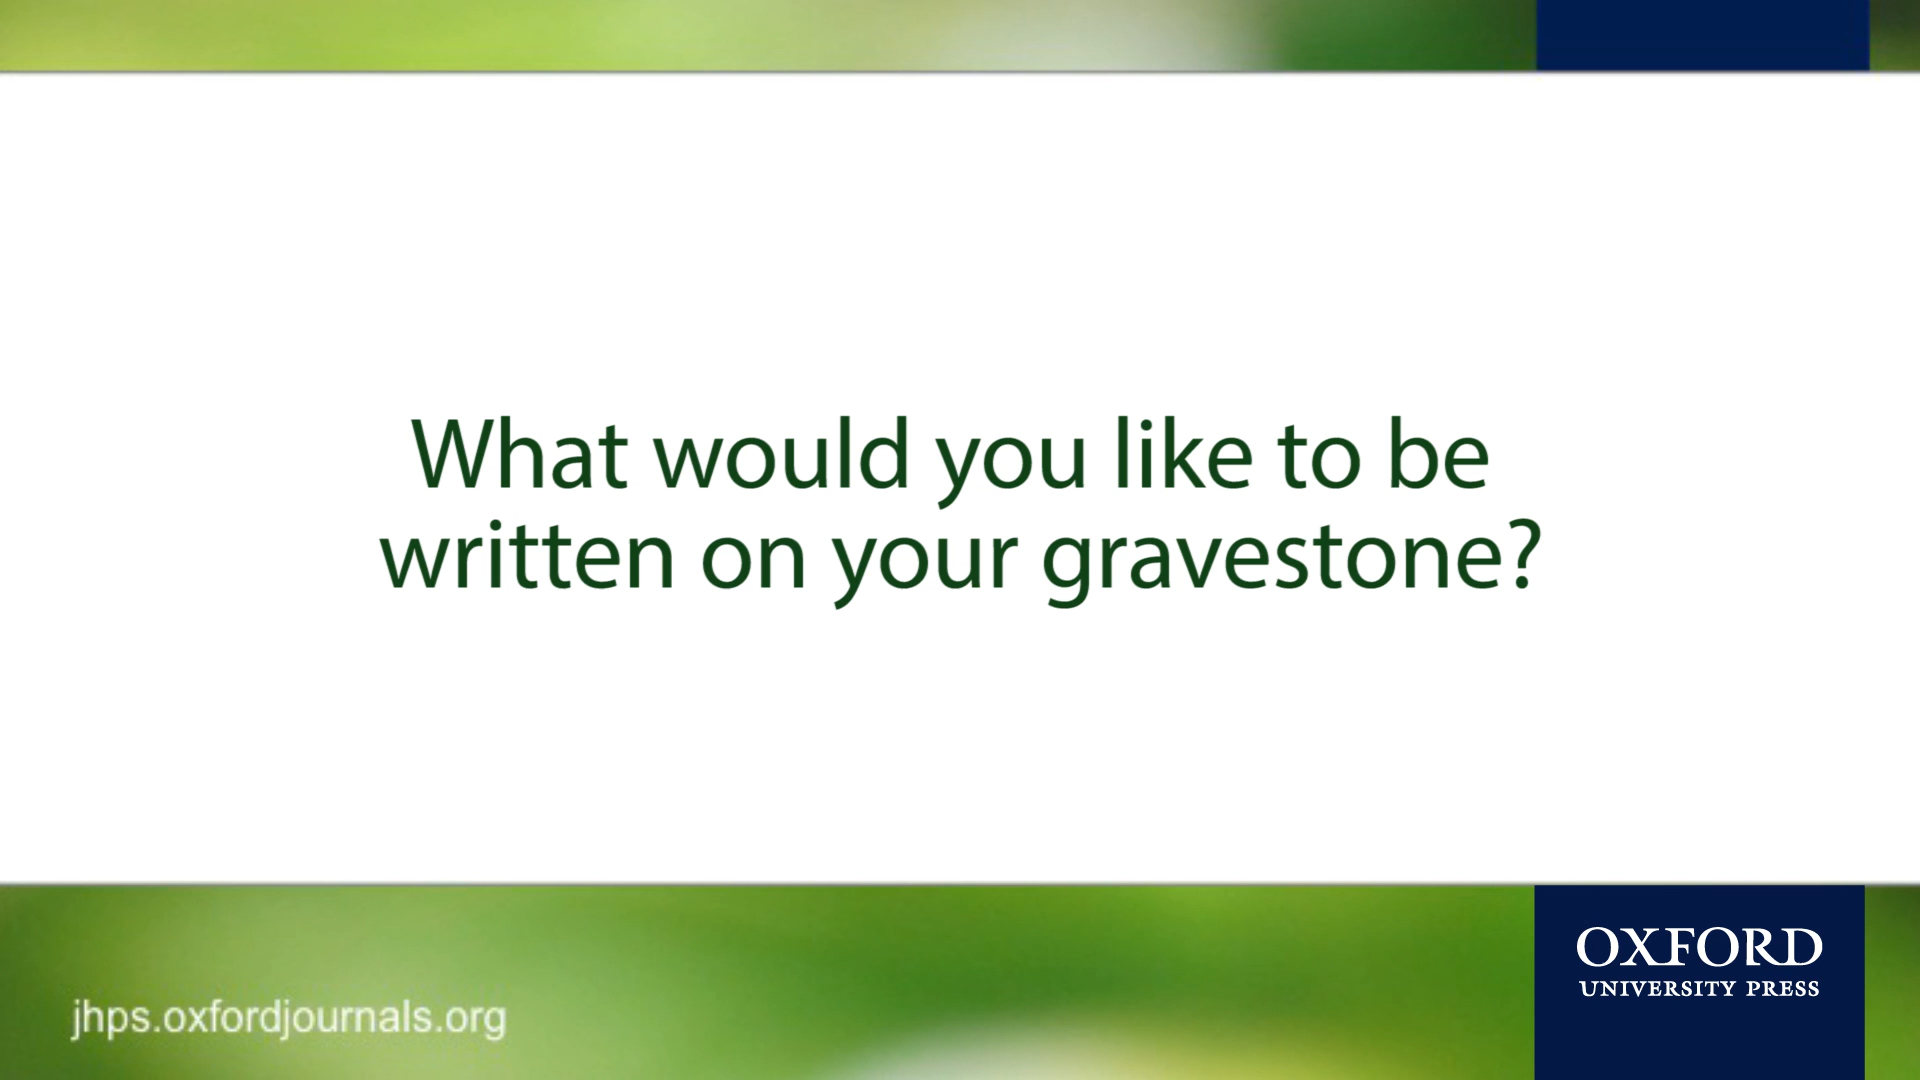 What would you like to be
written on your gravestone?
jhps.oxfordjournals.org
OXFORD
UNIVERSITY PRESS